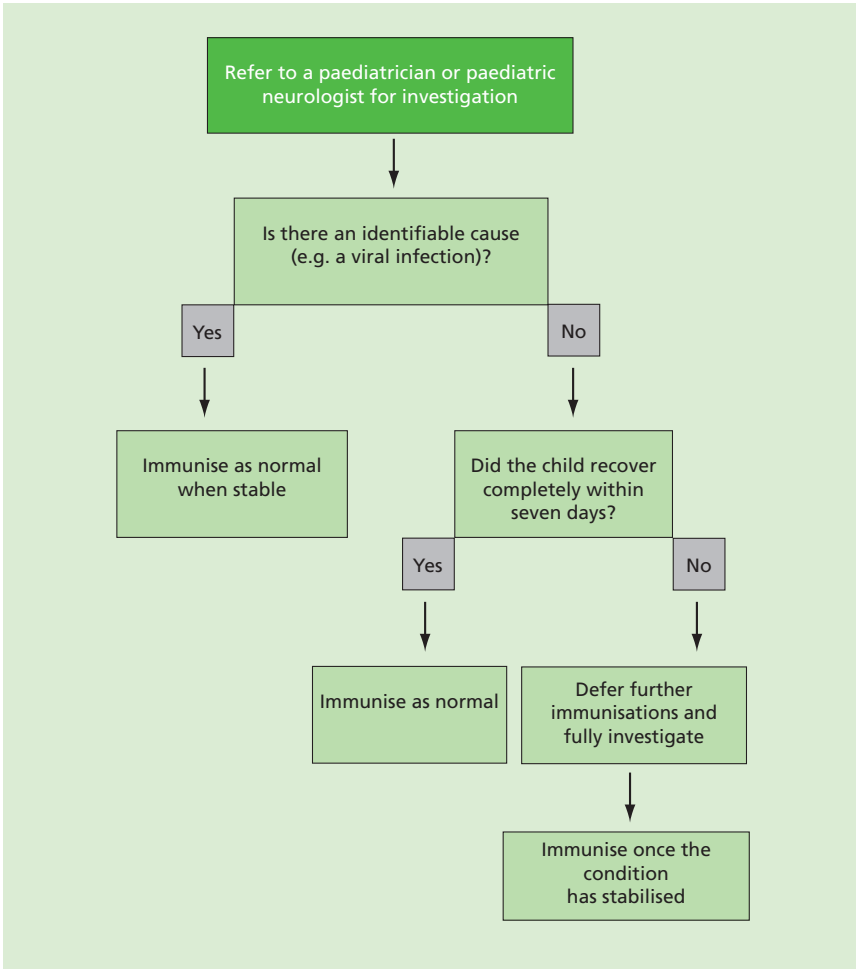 Refer to a paediatrician or paediatric
neurologist for investigation
Is there an identifiable cause
(e.g. a viral infection)?
Yes
No
Immunise as normal
when stable
Did the child recover
completely within
seven days?
Yes
No
Immunise as normal
Defer further
immunisations and
fully investigate
Immunise once the
condition
has stabilised